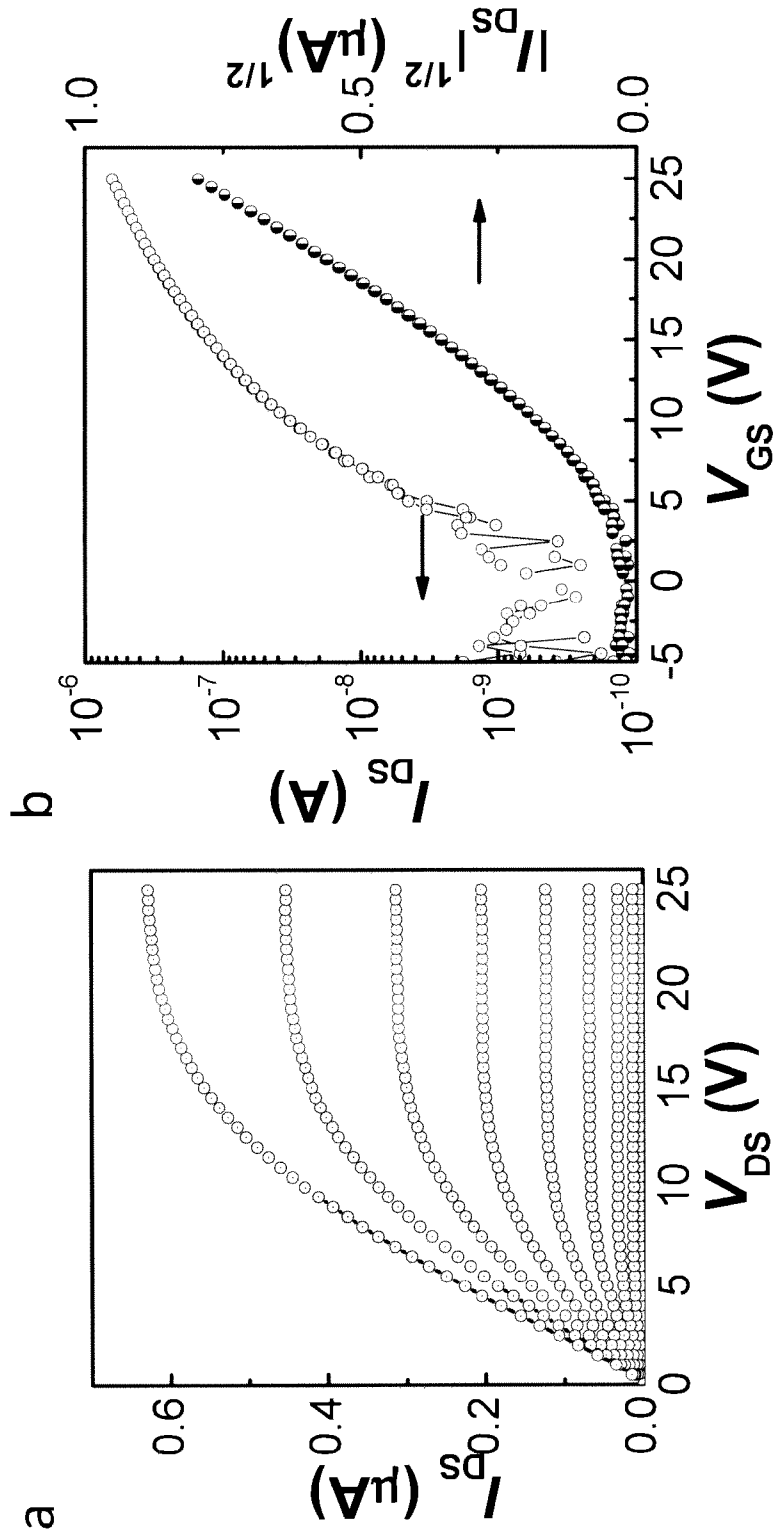 a
I_DS (µA)
0.6
0.4
0.2
0.0
0 5 10 15 20 25
V_DS (V)
b
I_DS (A)
10^-6
10^-7
10^-8
10^-9
10^-10
-5 0 5 10 15 20 25
V_GS (V)
1.0
0.5
0.0
|I_DS|^1/2 (µA)^1/2